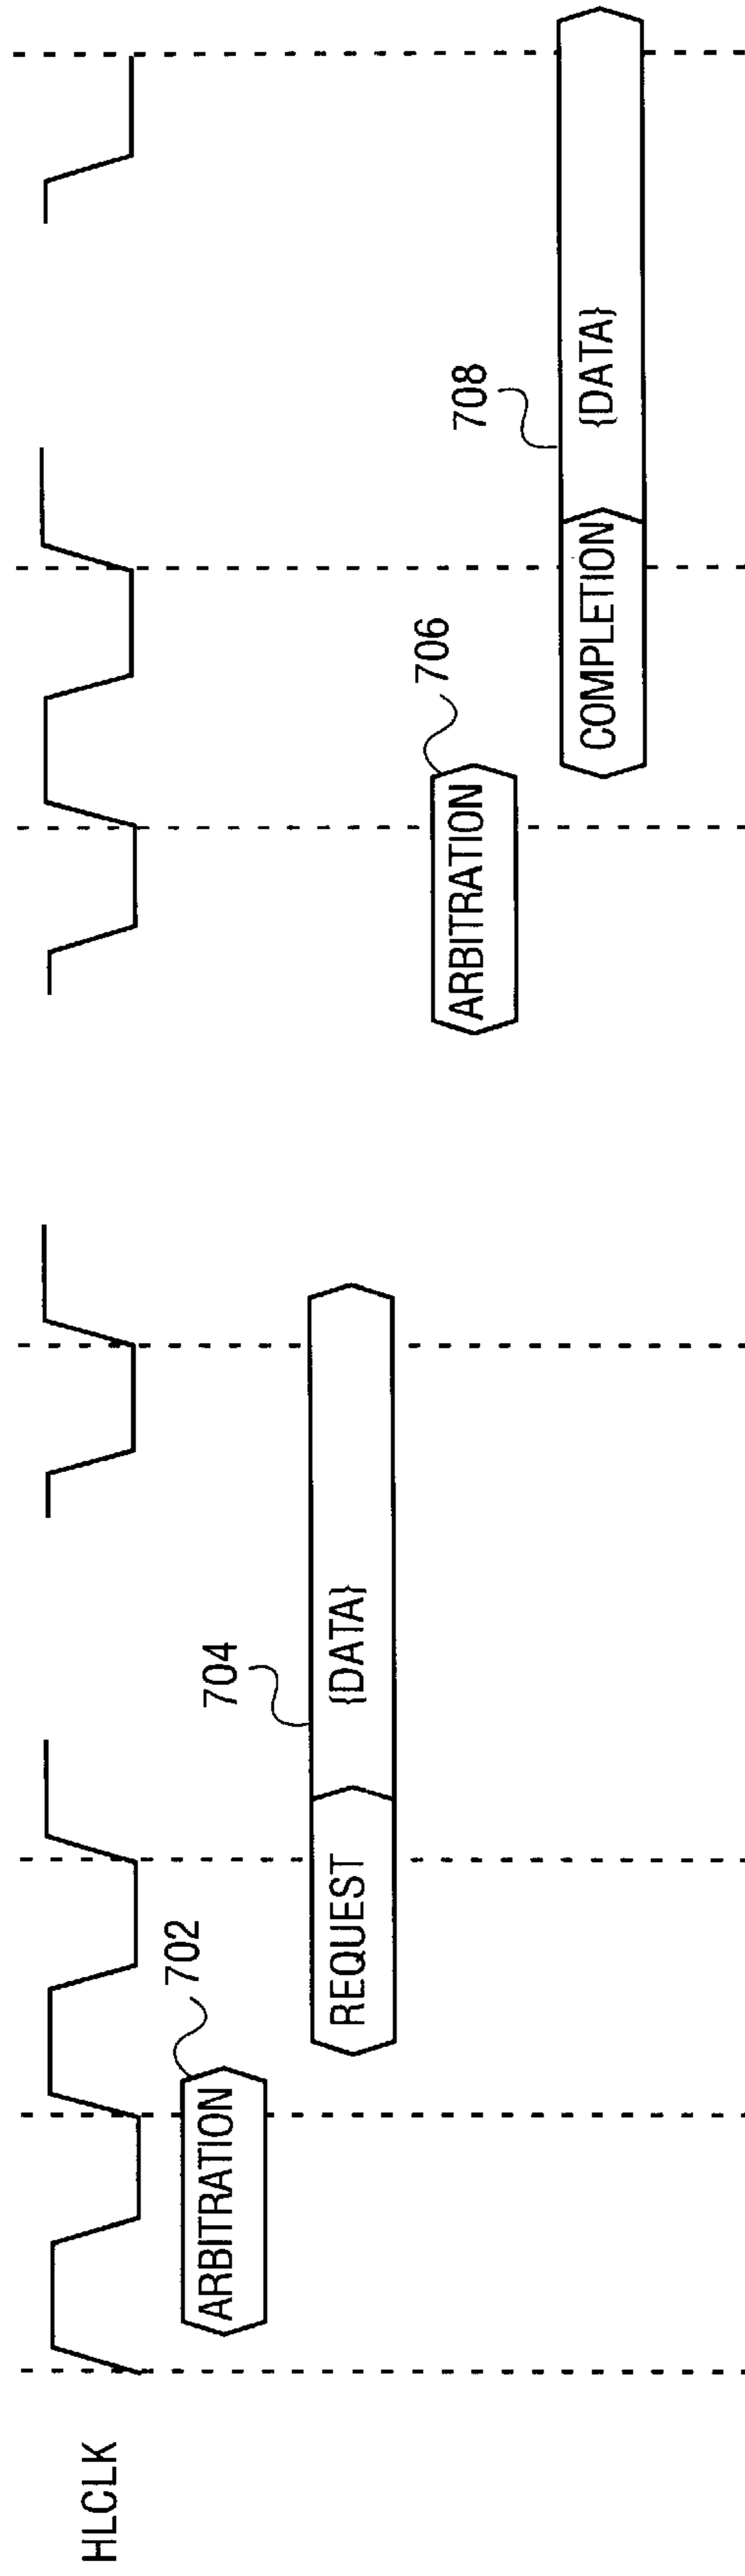 HLCLK
702
ARBITRATION
704
REQUEST {DATA}
706
ARBITRATION
708
COMPLETION {DATA}